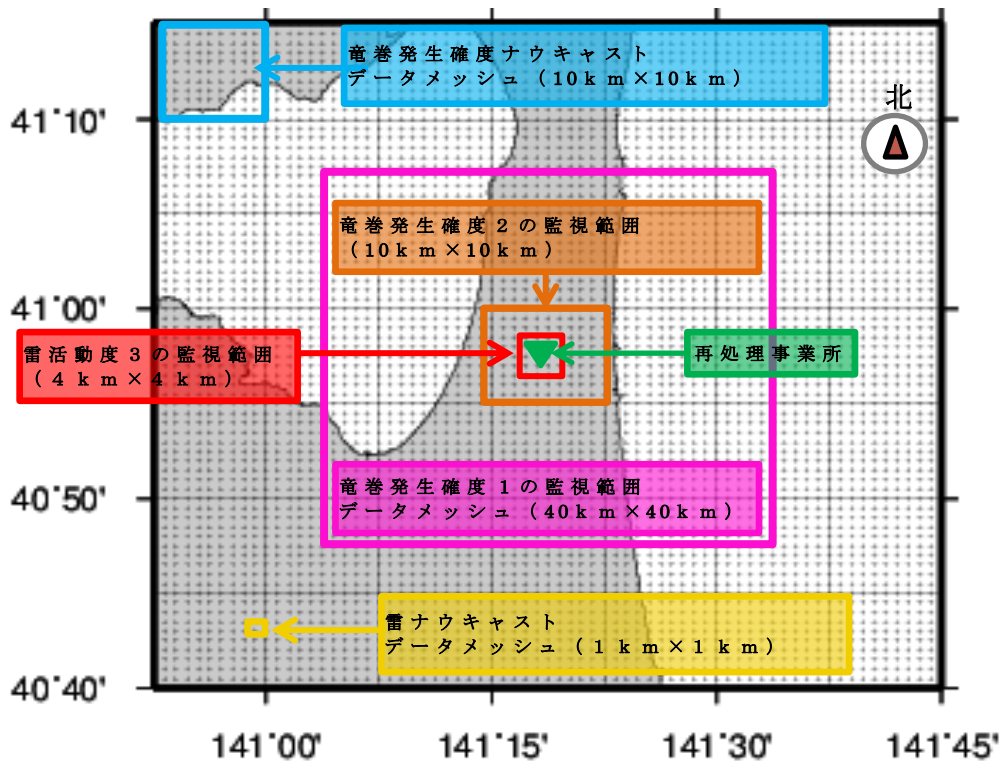 竜巻発生確度ナウキャスト
データメッシュ（10ｋｍ×10ｋｍ）
北
41°10'
竜巻発生確度２の監視範囲
（10ｋｍ×10ｋｍ）
41°00'
雷活動度３の監視範囲
（４ｋｍ×４ｋｍ）
再処理事業所
竜巻発生確度１の監視範囲
データメッシュ（40ｋｍ×40ｋｍ）
40°50'
雷ナウキャスト
データメッシュ（１ｋｍ×１ｋｍ）
40°40'
141°00' 141°15' 141°30' 141°45'